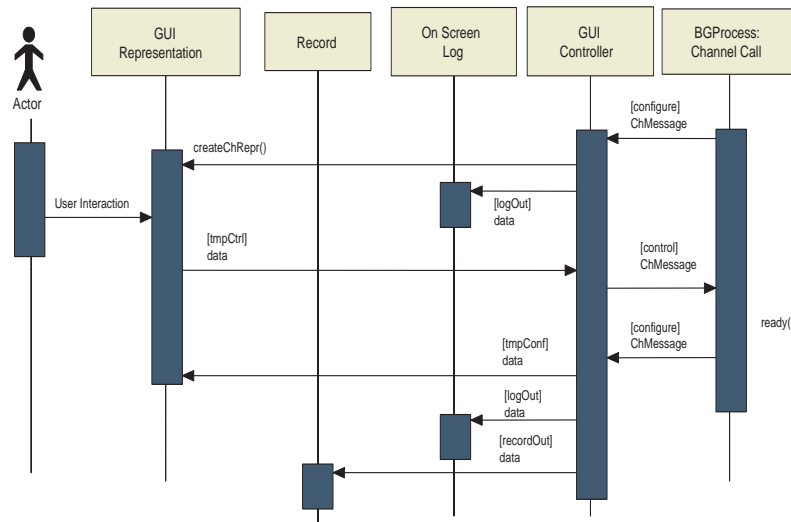 GUI
Representation
Record
On Screen
Log
GUI
Controller
BGProcess:
Channel Call
Actor
[configure]
ChMessage
createChRepr()
[logOut]
data
User Interaction
[tmpCtrl]
data
[control]
ChMessage
ready(
[configure]
ChMessage
[tmpConf]
data
[logOut]
data
[recordOut]
data